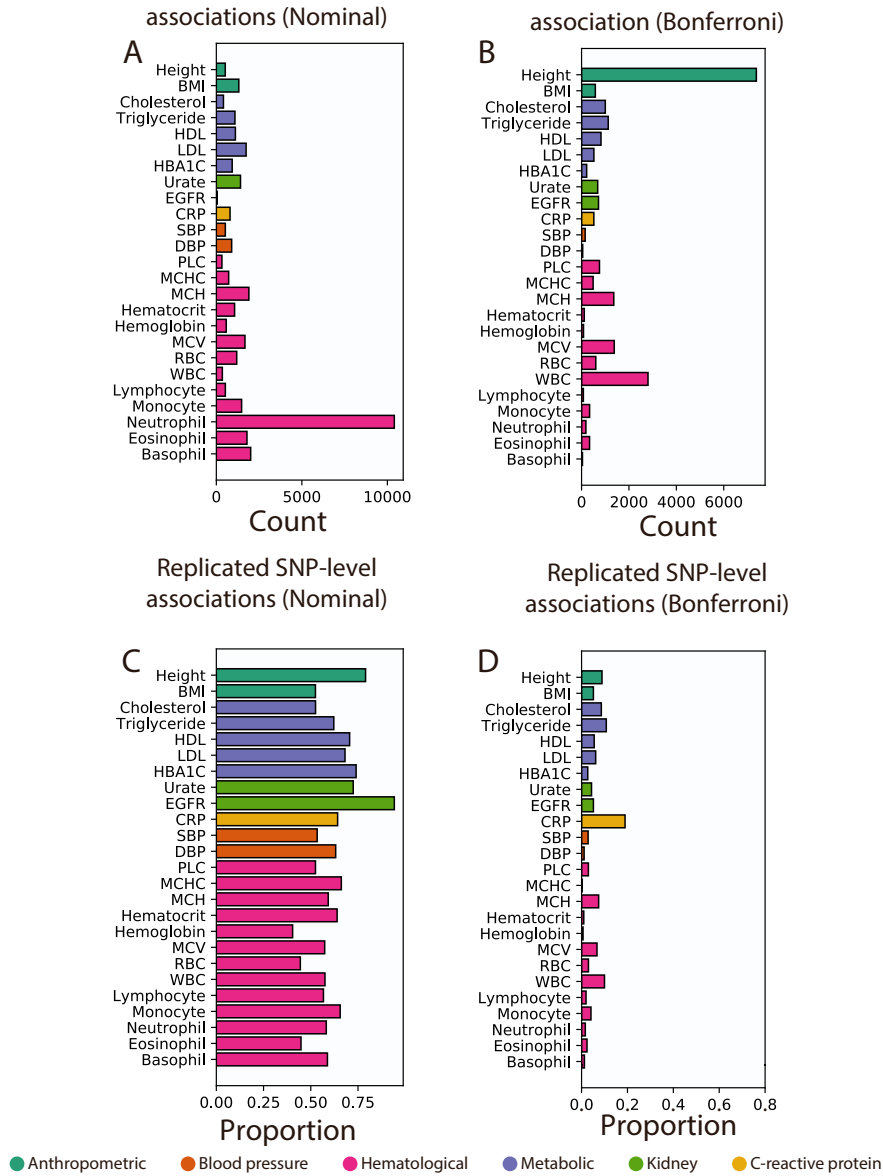 associations (Nominal)
A
Height
BMI
Cholesterol
Triglyceride
HDL
LDL
HBA1C
Urate
EGFR
CRP
SBP
DBP
PLC
MCHC
MCH
Hematocrit
Hemoglobin
MCV
RBC
WBC
Lymphocyte
Monocyte
Neutrophil
Eosinophil
Basophil
0 5000 10000
Count
association (Bonferroni)
B
Height
BMI
Cholesterol
Triglyceride
HDL
LDL
HBA1C
Urate
EGFR
CRP
SBP
DBP
PLC
MCHC
MCH
Hematocrit
Hemoglobin
MCV
RBC
WBC
Lymphocyte
Monocyte
Neutrophil
Eosinophil
Basophil
0 2000 4000 6000
Count
Replicated SNP-level
associations (Nominal)
C
Height
BMI
Cholesterol
Triglyceride
HDL
LDL
HBA1C
Urate
EGFR
CRP
SBP
DBP
PLC
MCHC
MCH
Hematocrit
Hemoglobin
MCV
RBC
WBC
Lymphocyte
Monocyte
Neutrophil
Eosinophil
Basophil
0.00 0.25 0.50 0.75
Proportion
Replicated SNP-level
associations (Bonferroni)
D
Height
BMI
Cholesterol
Triglyceride
HDL
LDL
HBA1C
Urate
EGFR
CRP
SBP
DBP
PLC
MCHC
MCH
Hematocrit
Hemoglobin
MCV
RBC
WBC
Lymphocyte
Monocyte
Neutrophil
Eosinophil
Basophil
0.0 0.2 0.4 0.6 0.8
Proportion
Anthropometric Blood pressure Hematological Metabolic Kidney C-reactive protein